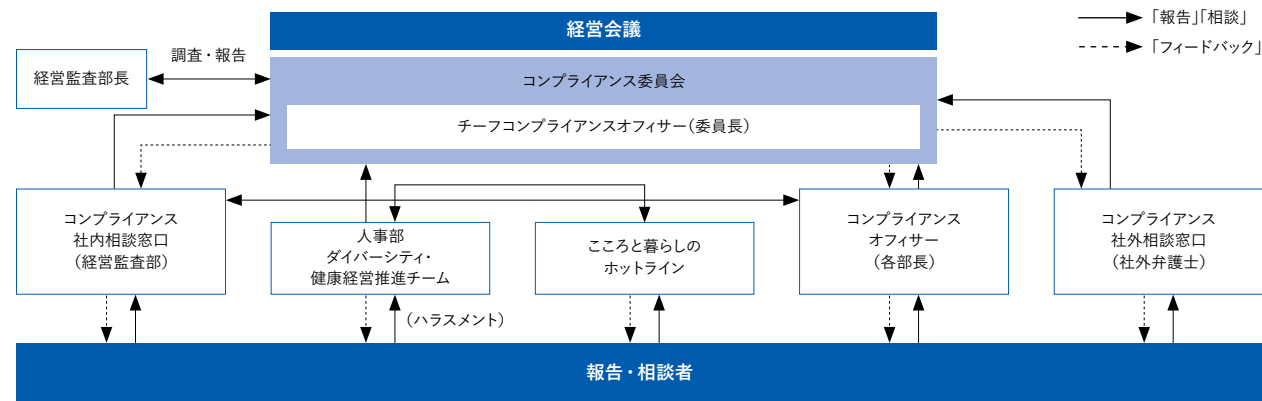 経営会議
「報告」「相談」
「フィードバック」
経営監査部長
調査・報告
コンプライアンス委員会
チーフコンプライアンスオフィサー(委員長)
コンプライアンス
社内相談窓口
(経営監査部)
人事部
ダイバーシティ・
健康経営推進チーム
こころと暮らしの
ホットライン
コンプライアンス
オフィサー
(各部長)
コンプライアンス
社外相談窓口
(社外弁護士)
(ハラスメント)
報告・相談者